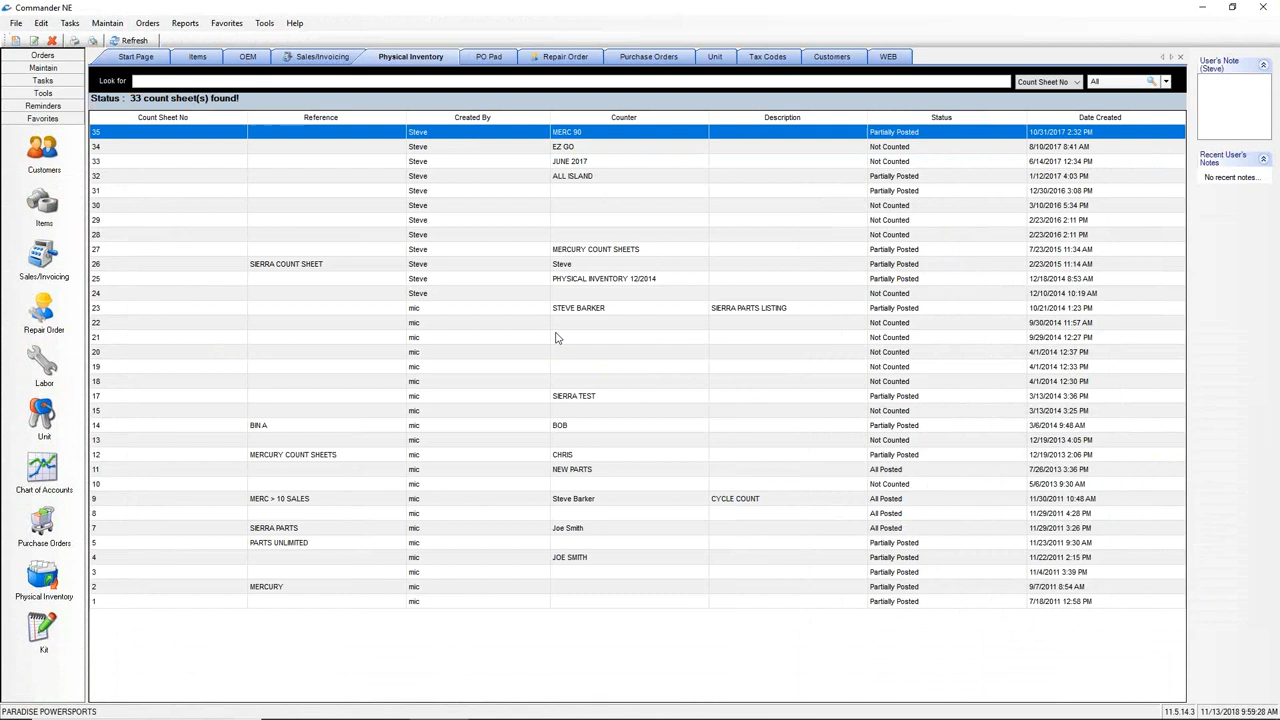 Commander NE
File Edit Tasks Maintain Orders Reports Favorites Tools Help
Refresh
Orders
Maintain
Tasks
Tools
Reminders
Favorites
Customers
Items
Sales/Invoicing
Repair Order
Labor
Unit
Chart of Accounts
Purchase Orders
Physical Inventory
Kit
Start Page Items OEM Sales/Invoicing Physical Inventory PO Pad Repair Order Purchase Orders Unit Tax Codes Customers WEB
Look for Count Sheet No All
Status : 33 count sheet(s) found!
Count Sheet No Reference Created By Counter Description Status Date Created
35 Steve MERC 90 Partially Posted 10/31/2017 2:32 PM
34 Steve EZ GO Not Counted 8/10/2017 8:41 AM
33 Steve JUNE 2017 Not Counted 6/14/2017 12:34 PM
32 Steve ALL ISLAND Partially Posted 1/12/2017 4:03 PM
31 Steve Partially Posted 12/30/2016 3:08 PM
30 Steve Not Counted 3/10/2016 5:34 PM
29 Steve Not Counted 2/23/2016 2:11 PM
28 Steve Not Counted 2/23/2016 2:11 PM
27 Steve MERCURY COUNT SHEETS Partially Posted 7/23/2015 11:34 AM
26 SIERRA COUNT SHEET Steve Steve Partially Posted 2/23/2015 11:14 AM
25 Steve PHYSICAL INVENTORY 12/2014 Partially Posted 12/18/2014 8:53 AM
24 Steve Not Counted 12/10/2014 10:19 AM
23 mic STEVE BARKER SIERRA PARTS LISTING Partially Posted 10/21/2014 1:23 PM
22 mic Not Counted 9/30/2014 11:57 AM
21 mic Not Counted 9/29/2014 12:27 PM
20 mic Not Counted 4/1/2014 12:37 PM
19 mic Not Counted 4/1/2014 12:33 PM
18 mic Not Counted 4/1/2014 12:30 PM
17 mic SIERRA TEST Partially Posted 3/13/2014 3:36 PM
15 mic Not Counted 3/13/2014 3:25 PM
14 BIN A mic BOB Partially Posted 3/6/2014 9:48 AM
13 mic Not Counted 12/19/2013 4:05 PM
12 MERCURY COUNT SHEETS mic CHRIS Partially Posted 12/19/2013 2:06 PM
11 mic NEW PARTS All Posted 7/26/2013 3:36 PM
10 mic Not Counted 5/6/2013 9:30 AM
9 MERC > 10 SALES mic Steve Barker CYCLE COUNT All Posted 11/30/2011 10:48 AM
8 mic All Posted 11/29/2011 4:28 PM
7 SIERRA PARTS mic Joe Smith All Posted 11/29/2011 3:26 PM
5 PARTS UNLIMITED mic Partially Posted 11/23/2011 9:30 AM
4 mic JOE SMITH Partially Posted 11/22/2011 2:15 PM
3 mic Partially Posted 11/4/2011 3:39 PM
2 MERCURY mic Partially Posted 9/7/2011 8:54 AM
1 mic Partially Posted 7/18/2011 12:58 PM
User's Note
(Steve)
Recent User's
Notes
No recent notes...
PARADISE POWERSPORTS 11.5.14.3 11/13/2018 9:59:28 AM